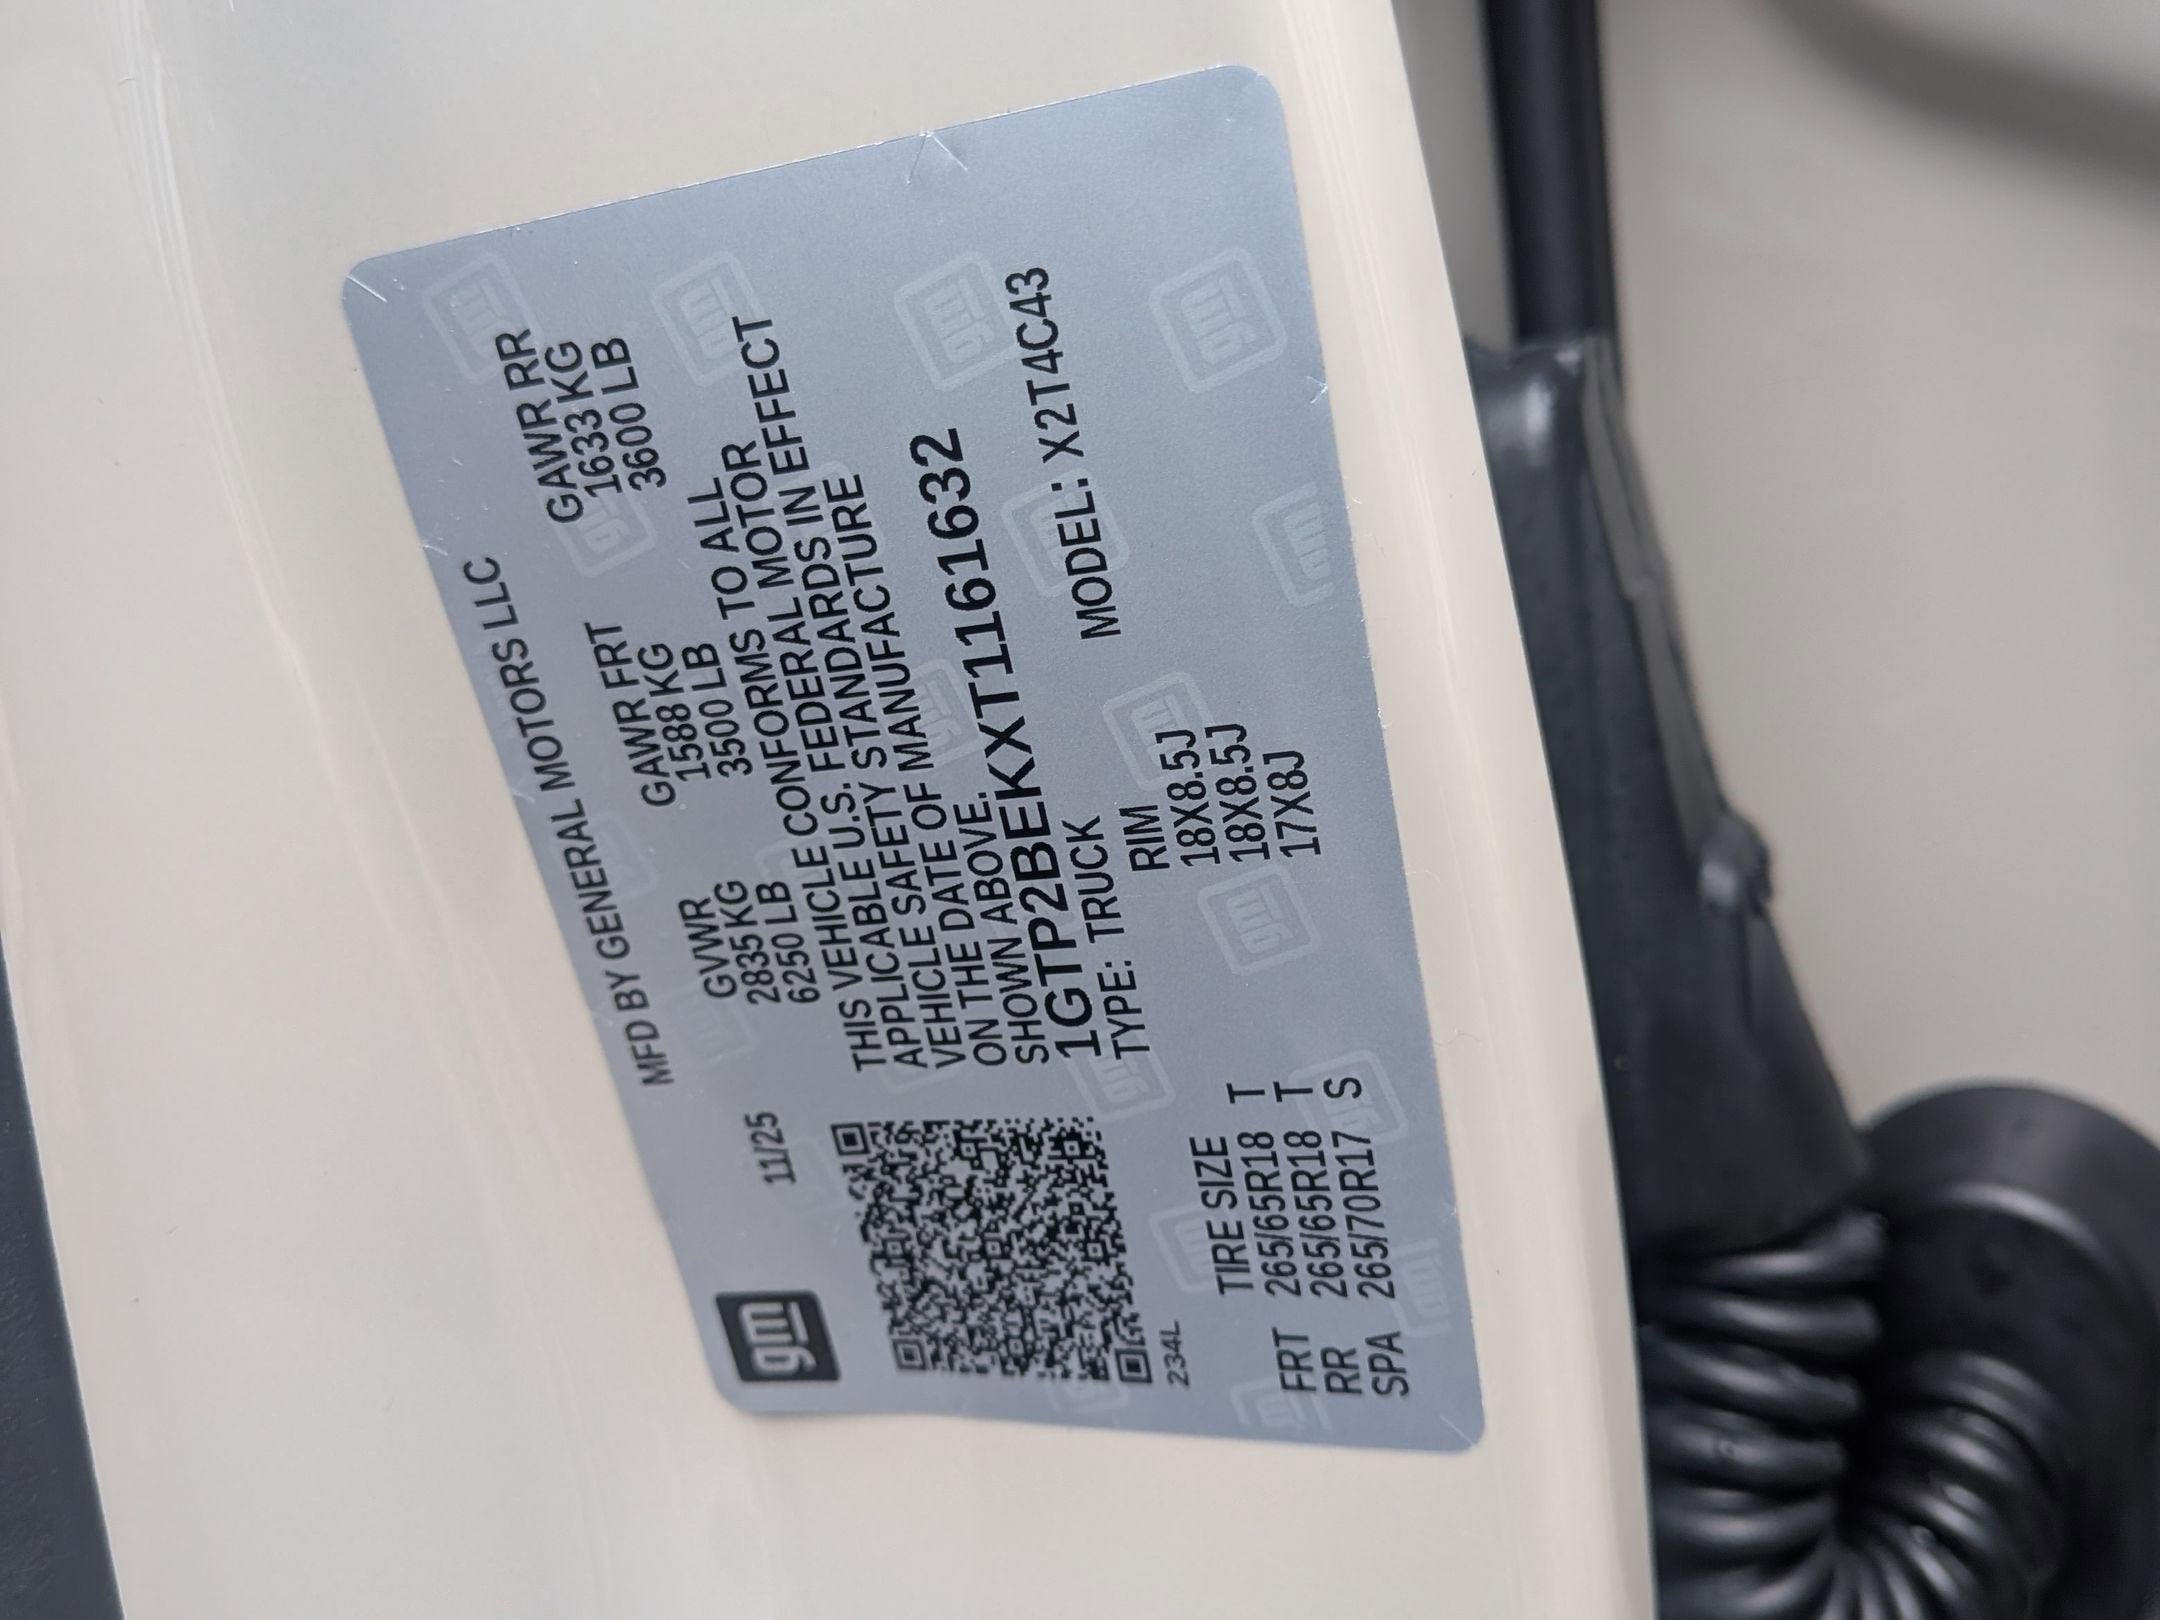 gm
11/25
MFD BY GENERAL MOTORS LLC
GVWR GAWR FRT GAWR RR
2835 KG 1588 KG 1633 KG
6250 LB 3500 LB 3600 LB
THIS VEHICLE CONFORMS TO ALL
APPLICABLE U.S. FEDERAL MOTOR
VEHICLE SAFETY STANDARDS IN EFFECT
ON THE DATE OF MANUFACTURE
SHOWN ABOVE.
1GTP2BEKXT1161632
TYPE: TRUCK MODEL: X2T4C43
234L
TIRE SIZE RIM
FRT 265/65R18 T 18X8.5J
RR 265/65R18 T 18X8.5J
SPA 265/70R17 S 17X8J